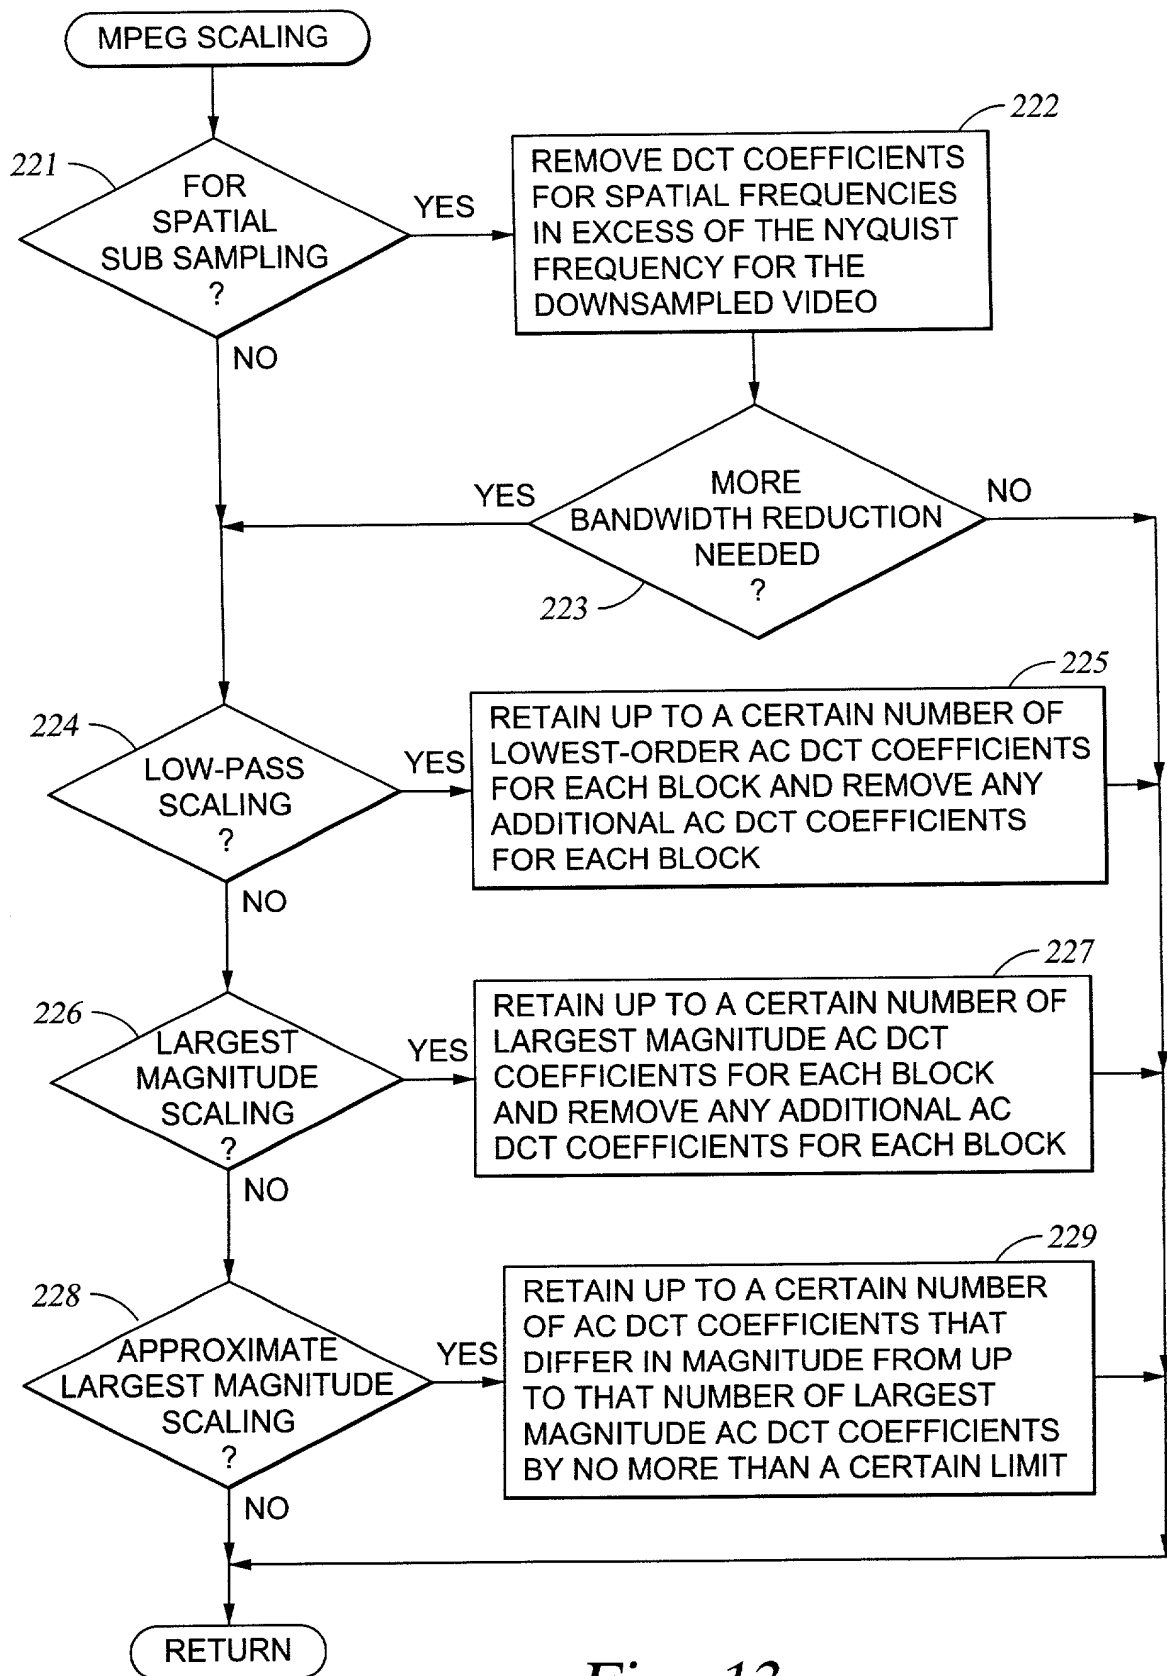 MPEG SCALING
222
221
FOR
SPATIAL
SUB SAMPLING
?
YES
REMOVE DCT COEFFICIENTS
FOR SPATIAL FREQUENCIES
IN EXCESS OF THE NYQUIST
FREQUENCY FOR THE
DOWNSAMPLED VIDEO
NO
YES
MORE
BANDWIDTH REDUCTION
NEEDED
?
NO
223
225
224
LOW-PASS
SCALING
?
YES
RETAIN UP TO A CERTAIN NUMBER OF
LOWEST-ORDER AC DCT COEFFICIENTS
FOR EACH BLOCK AND REMOVE ANY
ADDITIONAL AC DCT COEFFICIENTS
FOR EACH BLOCK
NO
227
226
LARGEST
MAGNITUDE
SCALING
?
YES
RETAIN UP TO A CERTAIN NUMBER OF
LARGEST MAGNITUDE AC DCT
COEFFICIENTS FOR EACH BLOCK
AND REMOVE ANY ADDITIONAL AC
DCT COEFFICIENTS FOR EACH BLOCK
NO
229
228
APPROXIMATE
LARGEST MAGNITUDE
SCALING
?
YES
RETAIN UP TO A CERTAIN NUMBER
OF AC DCT COEFFICIENTS THAT
DIFFER IN MAGNITUDE FROM UP
TO THAT NUMBER OF LARGEST
MAGNITUDE AC DCT COEFFICIENTS
BY NO MORE THAN A CERTAIN LIMIT
NO
RETURN